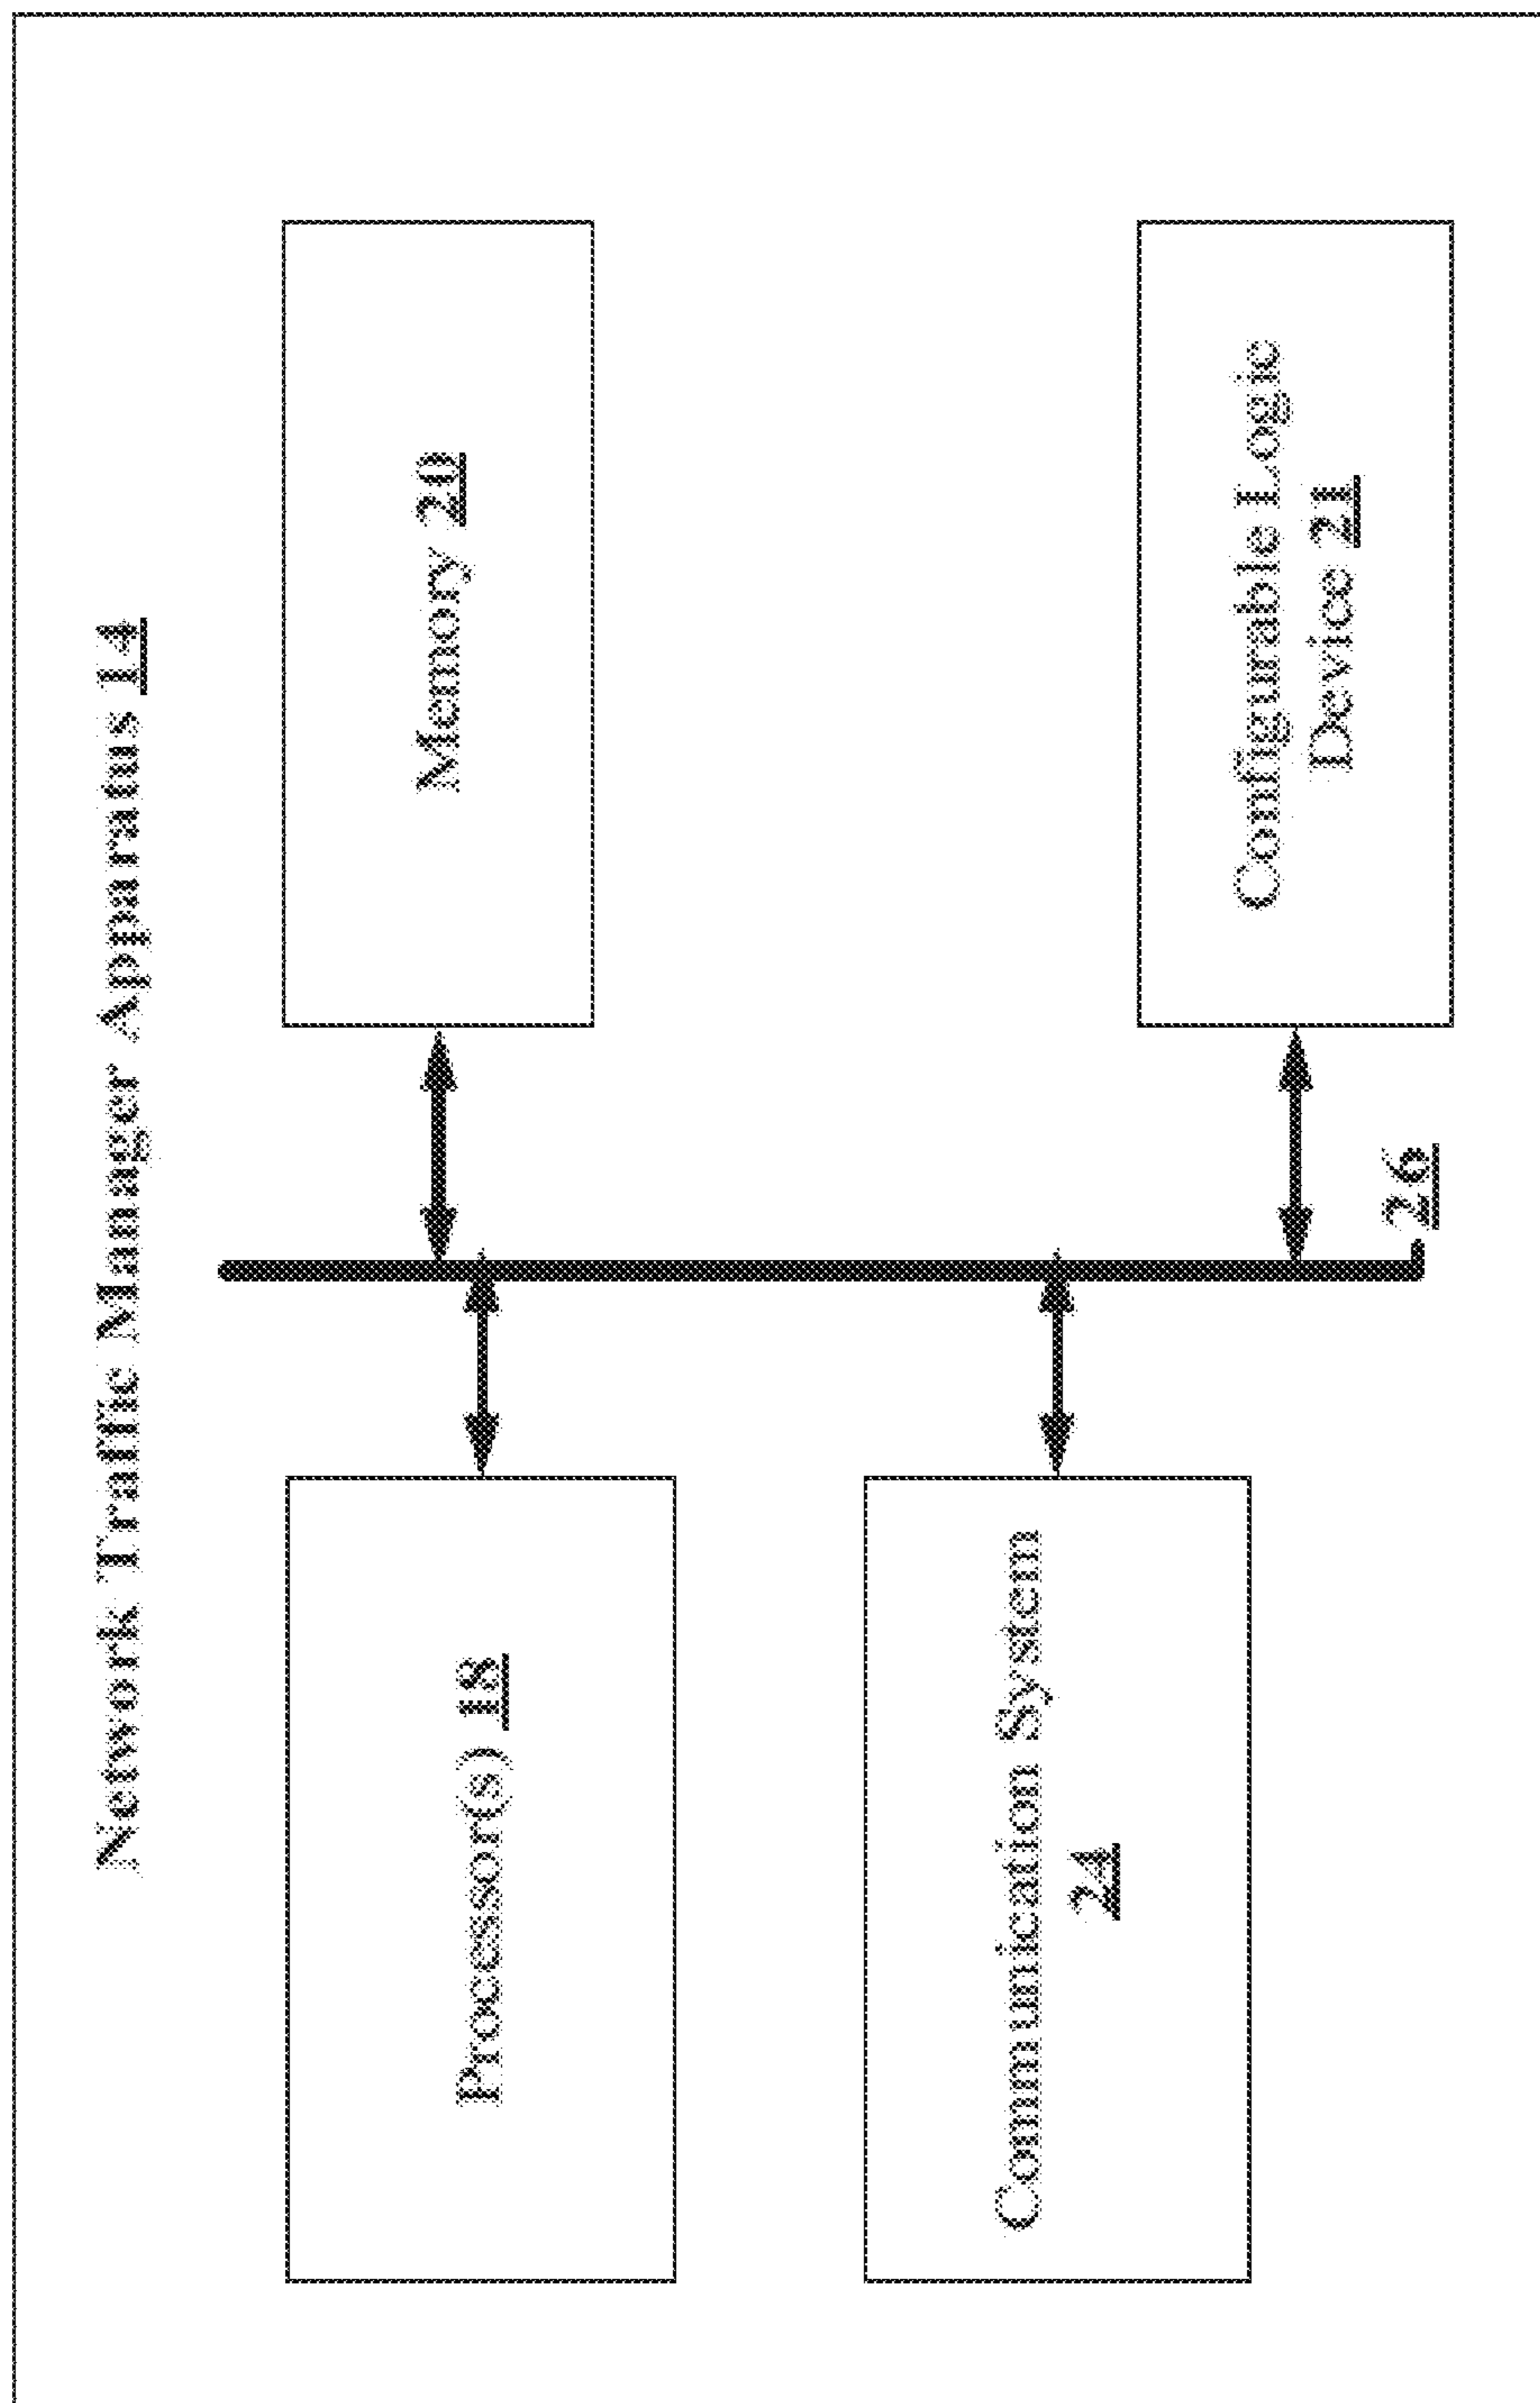 Network Traffic Manager Apparatus 14
Processor(s) 18
Memory 20
Communication System
24
Configurable Logic
Device 21
26